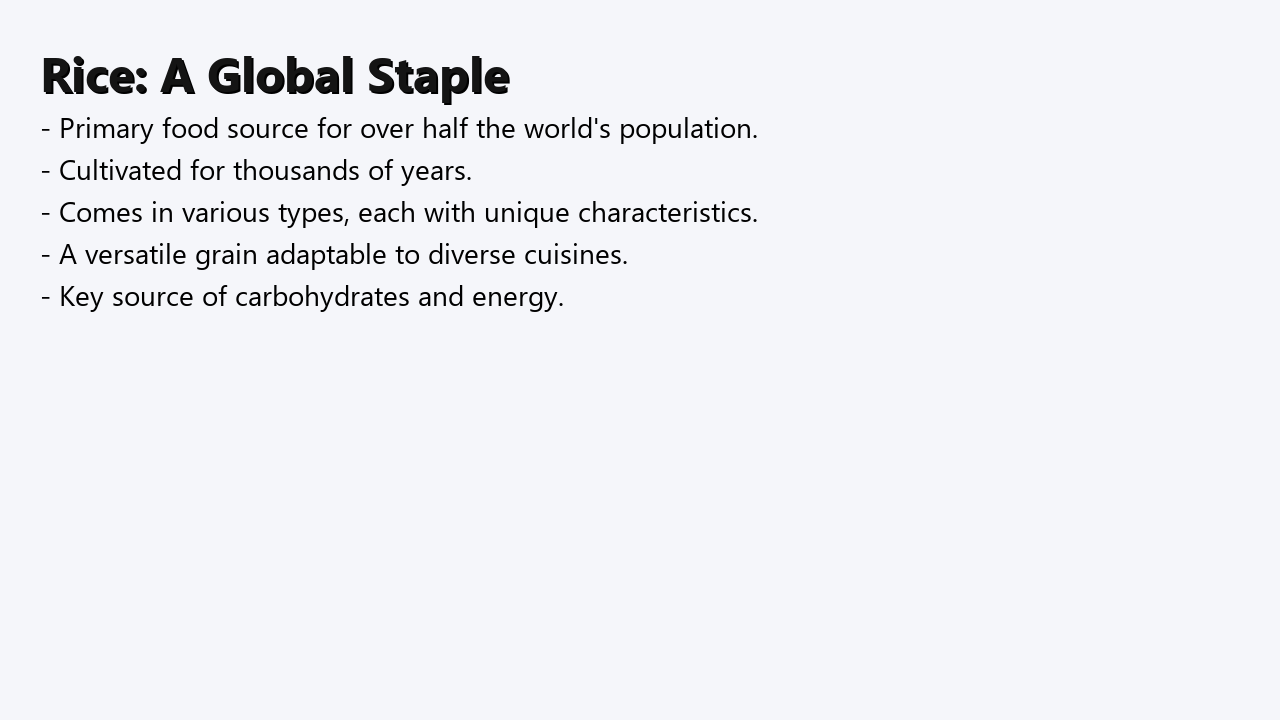 Rice: A Global Staple
- Primary food source for over half the world's population.
- Cultivated for thousands of years.
- Comes in various types, each with unique characteristics.
- A versatile grain adaptable to diverse cuisines.
- Key source of carbohydrates and energy.